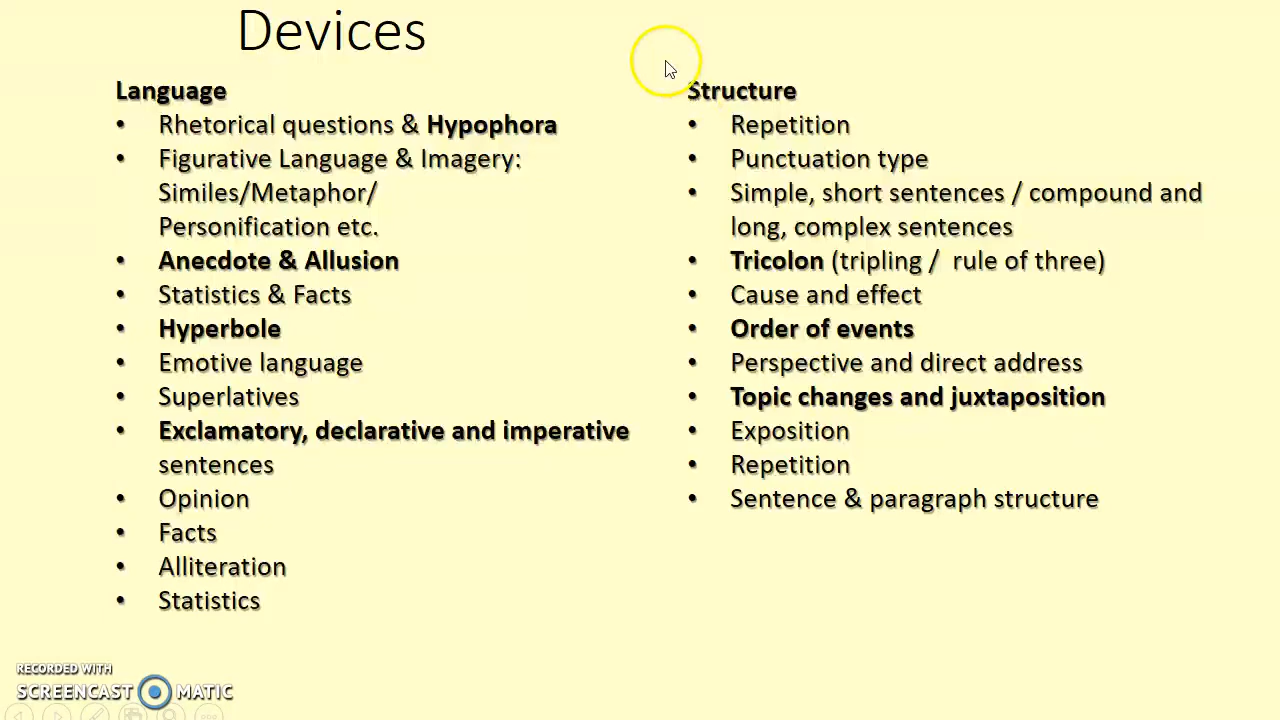 Devices
Language
• Rhetorical questions & Hypophora
• Figurative Language & Imagery:
Similes/Metaphor/
Personification etc.
• Anecdote & Allusion
• Statistics & Facts
• Hyperbole
• Emotive language
• Superlatives
• Exclamatory, declarative and imperative
sentences
• Opinion
• Facts
• Alliteration
• Statistics
Structure
• Repetition
• Punctuation type
• Simple, short sentences / compound and
long, complex sentences
• Tricolon (tripling / rule of three)
• Cause and effect
• Order of events
• Perspective and direct address
• Topic changes and juxtaposition
• Exposition
• Repetition
• Sentence & paragraph structure
RECORDED WITH
SCREENCAST MATIC